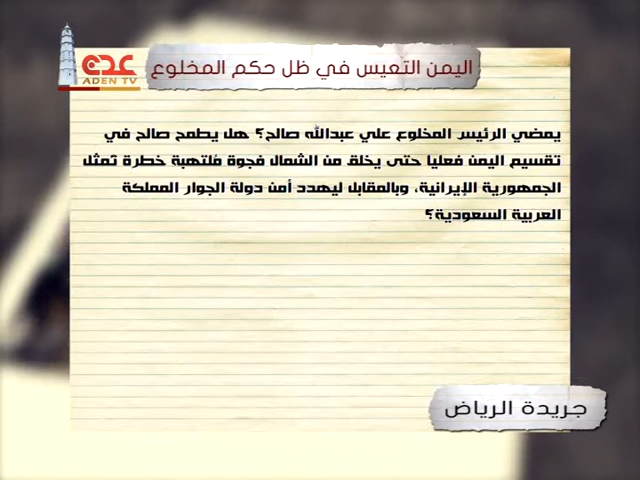 عدن
ADEN TV
اليمن التعيس في ظل حكم المخلوع
يمضي الرئيس المخلوع علي عبدالله صالح؟ هل يطمح صالح في
تقسيم اليمن فعليا حتى يخلق من الشمال فجوة مُلتهبة خطرة تُمثل
الجمهورية الإيرانية، وبالمقابل ليهدد أمن دولة الجوار المملكة
العربية السعودية؟
جريدة الرياض